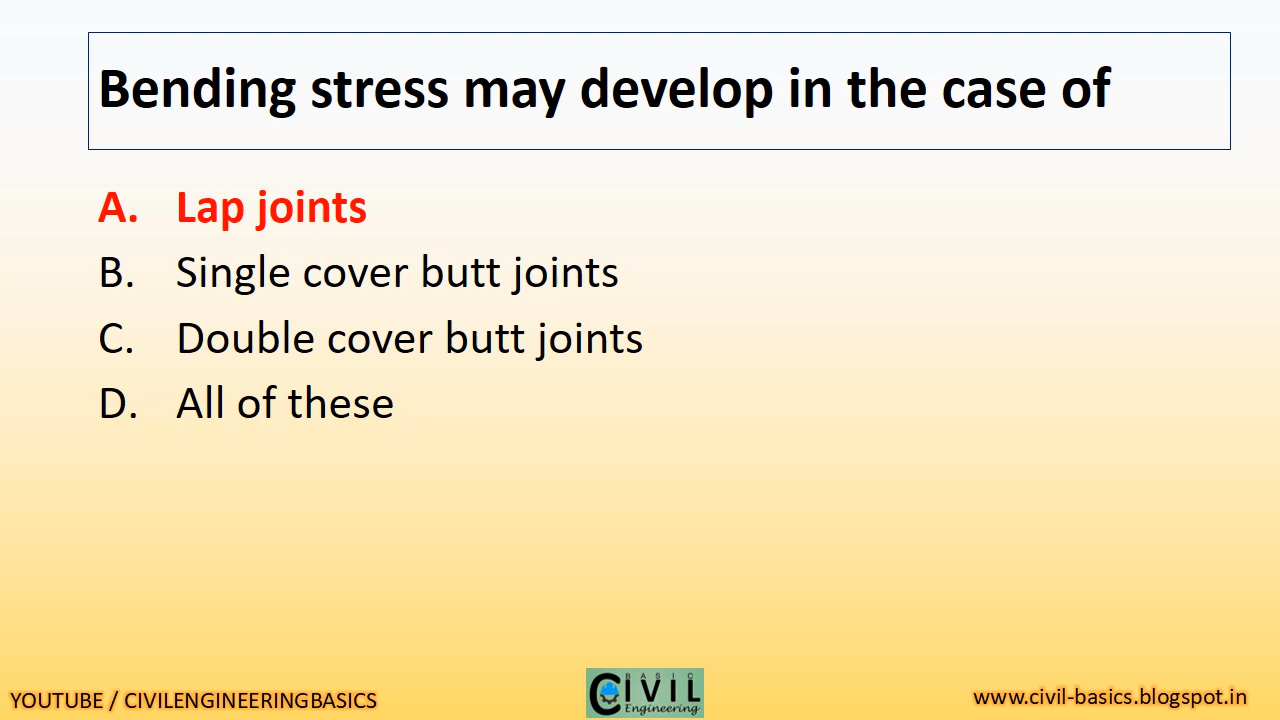 Bending stress may develop in the case of
A. Lap joints
B. Single cover butt joints
C. Double cover butt joints
D. All of these
YOUTUBE / CIVILENGINEERINGBASICS
BASIC
CIVIL
Engineering
www.civil-basics.blogspot.in